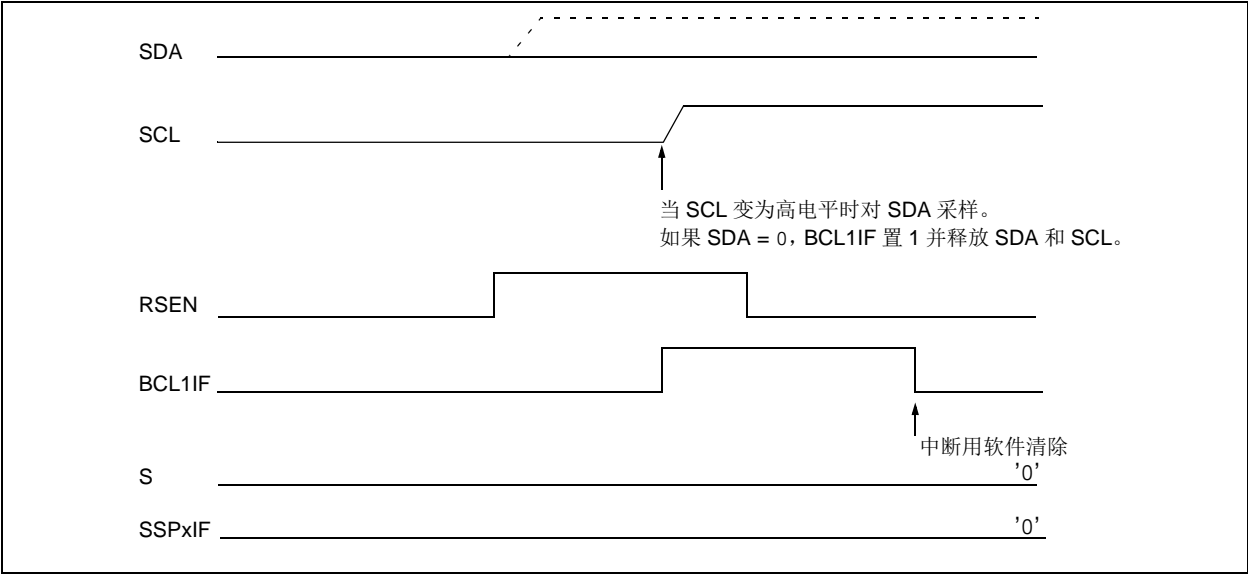 SDA
SCL
当 SCL 变为高电平时对 SDA 采样。
如果 SDA = 0，BCL1IF 置 1 并释放 SDA 和 SCL。
RSEN
BCL1IF
中断用软件清除
S
'0'
SSPxIF
'0'